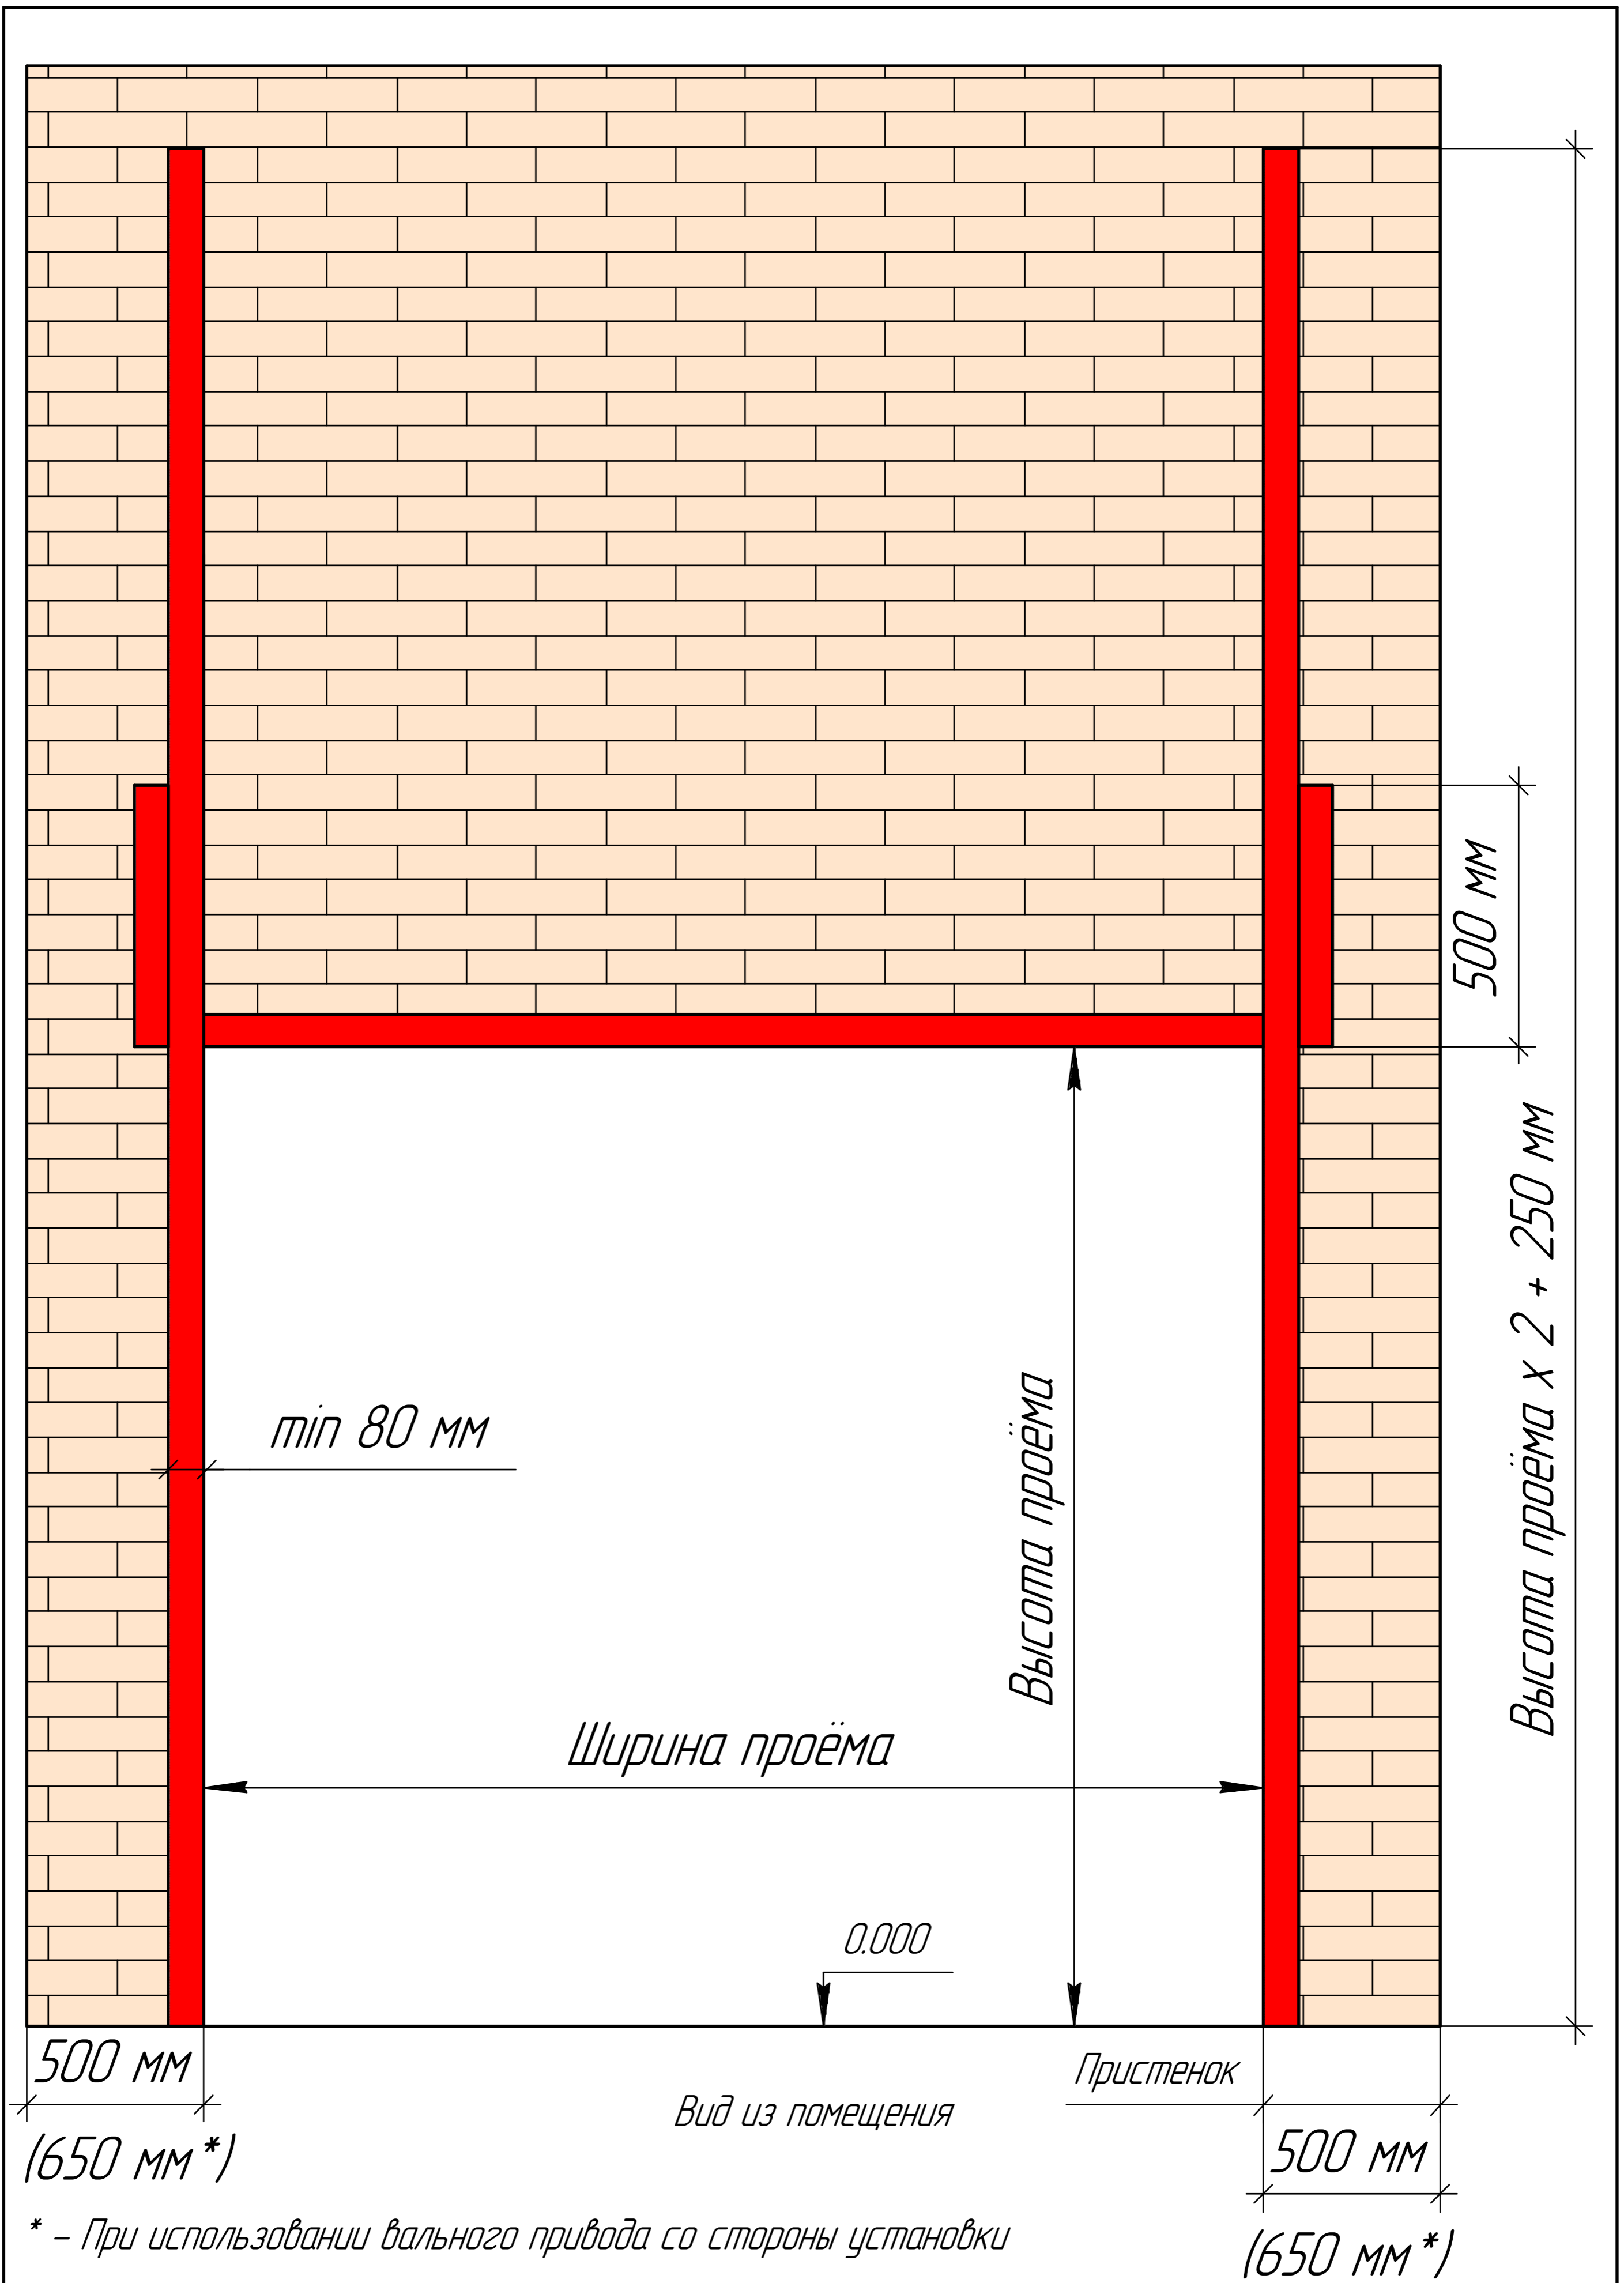 500 мм
Высота проёма х 2 + 250 мм
min 80 мм
Высота проёма
Ширина проёма
0.000
500 мм
(650 мм*)
Вид из помещения
Пристенок
500 мм
(650 мм*)
* - При использовании вального привода со стороны установки